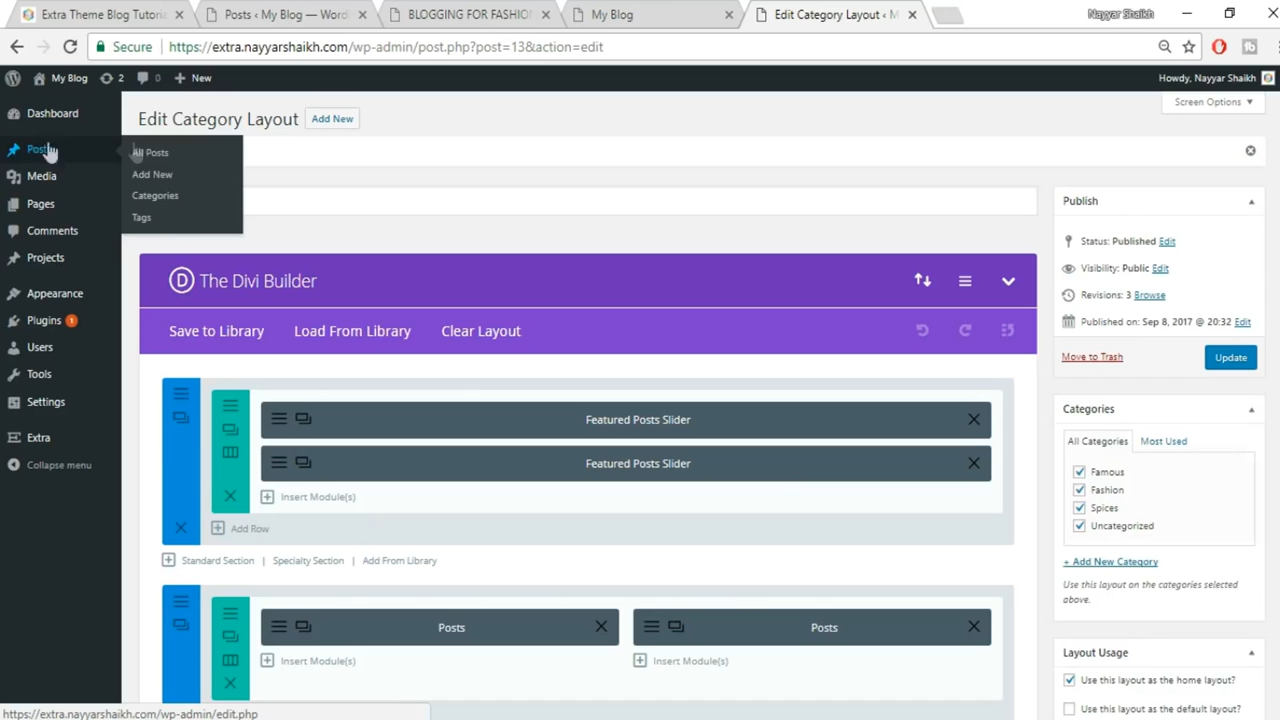 Extra Theme Blog Tutoria
Posts ‹ My Blog — Word
BLOGGING FOR FASHIO
My Blog
Edit Category Layout ‹ M
Nayyar Shaikh
Secure
https://extra.nayyarshaikh.com/wp-admin/post.php?post=13&action=edit
My Blog
2
0
New
Howdy, Nayyar Shaikh
Dashboard
Posts
Media
Pages
Comments
Projects
Appearance
Plugins 1
Users
Tools
Settings
Extra
Collapse menu
All Posts
Add New
Categories
Tags
Edit Category Layout
Add New
Screen Options
D The Divi Builder
Save to Library
Load From Library
Clear Layout
Featured Posts Slider
Featured Posts Slider
Insert Module(s)
Add Row
Standard Section | Specialty Section | Add From Library
Posts
Posts
Insert Module(s)
Insert Module(s)
Publish
Status: Published Edit
Visibility: Public Edit
Revisions: 3 Browse
Published on: Sep 8, 2017 @ 20:32 Edit
Move to Trash
Update
Categories
All Categories
Most Used
Famous
Fashion
Spices
Uncategorized
+ Add New Category
Use this layout on the categories selected
above.
Layout Usage
Use this layout as the home layout?
Use this layout as the default layout?
https://extra.nayyarshaikh.com/wp-admin/edit.php